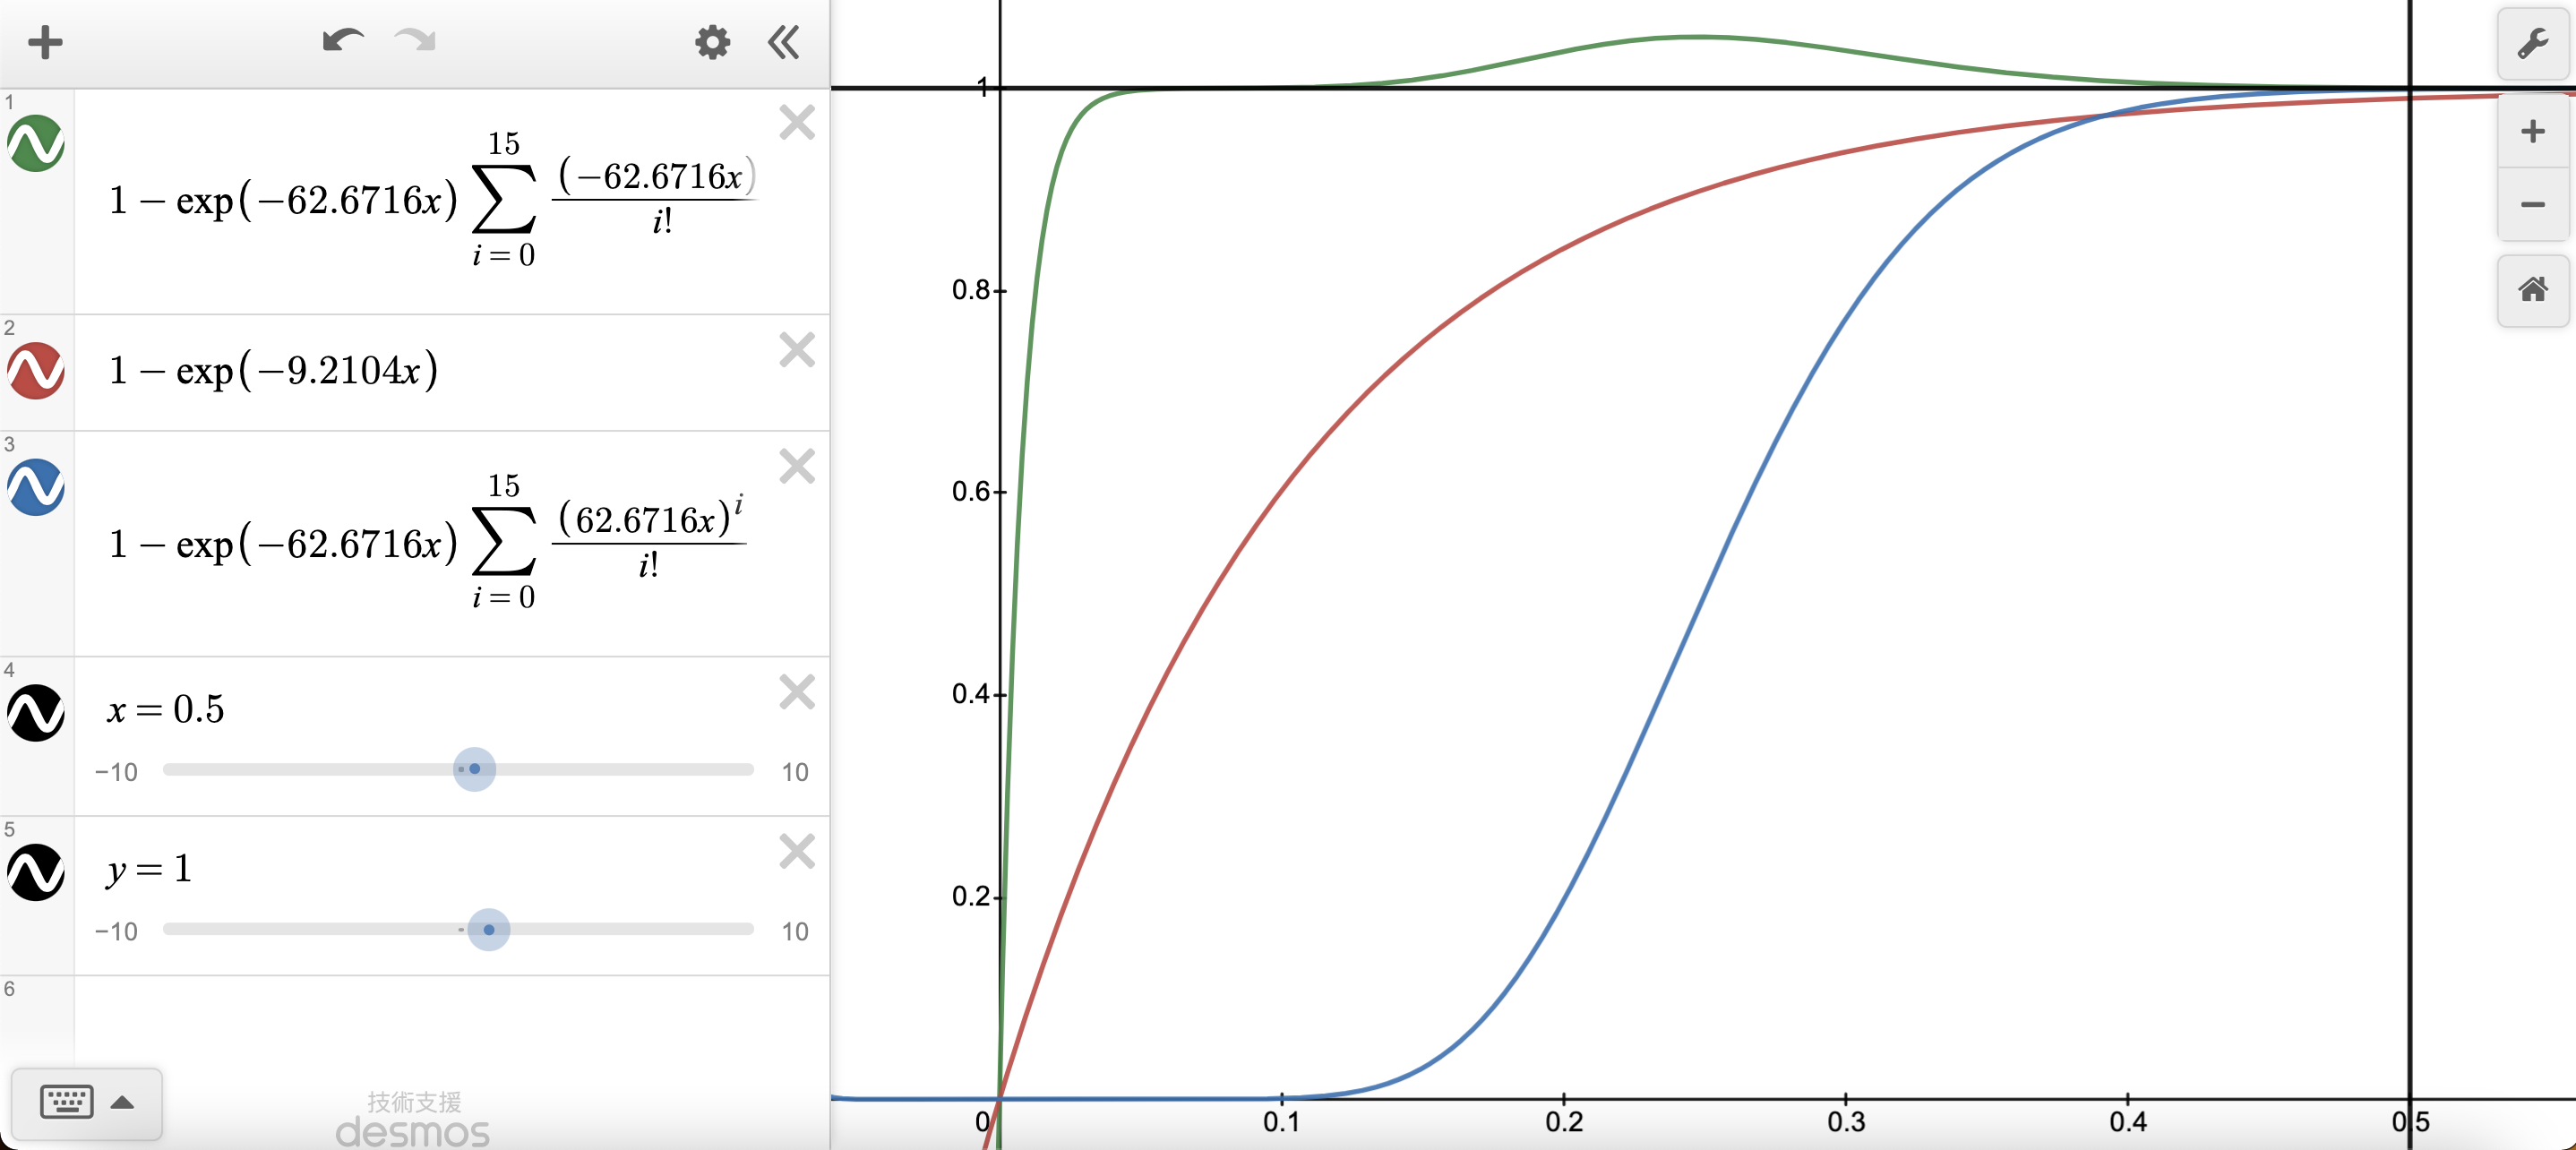 1
15
1 − exp(−62.6716x) ∑ (−62.6716x) / i!
i = 0
2
1 − exp(−9.2104x)
3
15
1 − exp(−62.6716x) ∑ (62.6716x)^i / i!
i = 0
4
x = 0.5
−10 10
5
y = 1
−10 10
6
技術支援
desmos
1
0.8
0.6
0.4
0.2
0 0.1 0.2 0.3 0.4 0.5